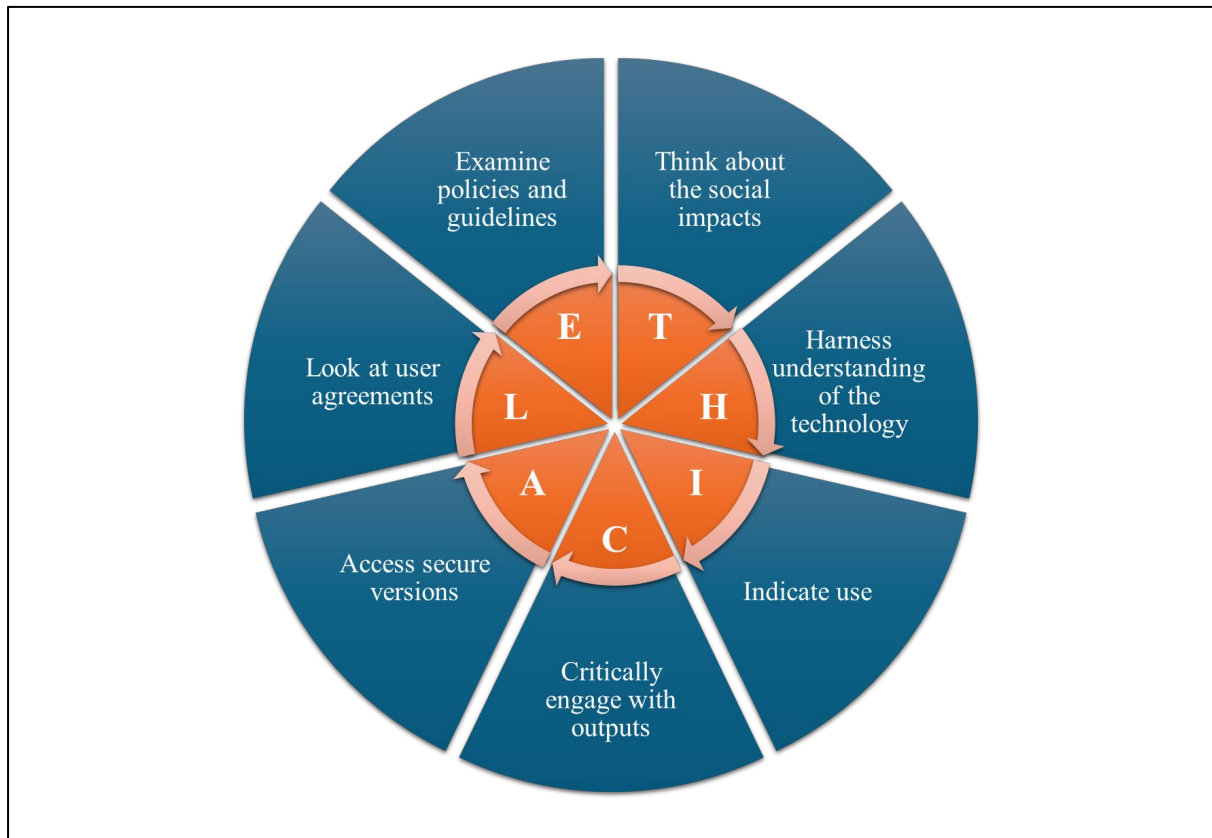 Examine
policies and
guidelines
Think about
the social
impacts
Harness
understanding
of the
technology
Indicate use
Critically
engage with
outputs
Access secure
versions
Look at user
agreements
E
T
H
I
C
A
L